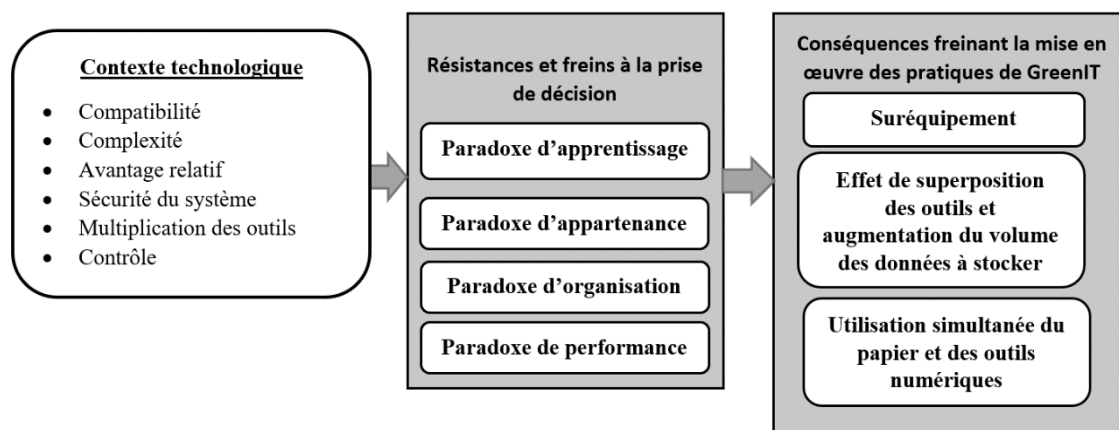 Contexte technologique
• Compatibilité
• Complexité
• Avantage relatif
• Sécurité du système
• Multiplication des outils
• Contrôle
Résistances et freins à la prise
de décision
Paradoxe d’apprentissage
Paradoxe d’appartenance
Paradoxe d’organisation
Paradoxe de performance
Conséquences freinant la mise en
œuvre des pratiques de GreenIT
Suréquipement
Effet de superposition
des outils et
augmentation du volume
des données à stocker
Utilisation simultanée du
papier et des outils
numériques